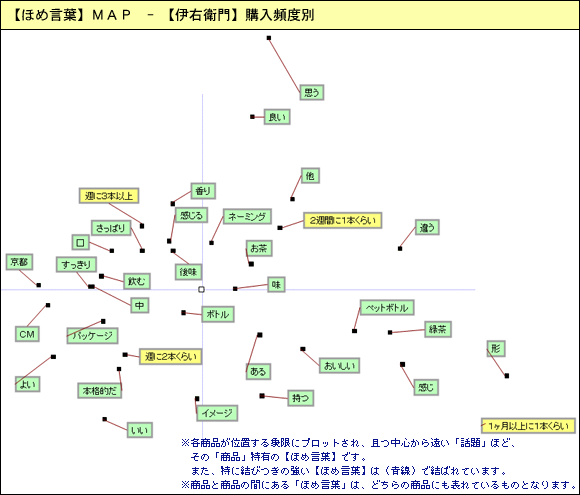 【ほめ言葉】ＭＡＰ －【伊右衛門】購入頻度別
思う
良い
他
香り
週に3本以上
感じる
ネーミング
2週間に1本くらい
さっぱり
違う
口
お茶
京都
すっきり
後味
飲む
味
中
ボトル
ペットボトル
CM
パッケージ
緑茶
形
週に2本くらい
おいしい
ある
よい
本格的だ
感じ
持つ
イメージ
いい
1ヶ月以上に1本くらい
※各商品が位置する象限にプロットされ、且つ中心から遠い「話題」ほど、
その「商品」特有の【ほめ言葉】です。
また、特に結びつきの強い【ほめ言葉】は（青線）で結ばれています。
※商品と商品の間にある「ほめ言葉」は、どちらの商品にも表れているものとなります。